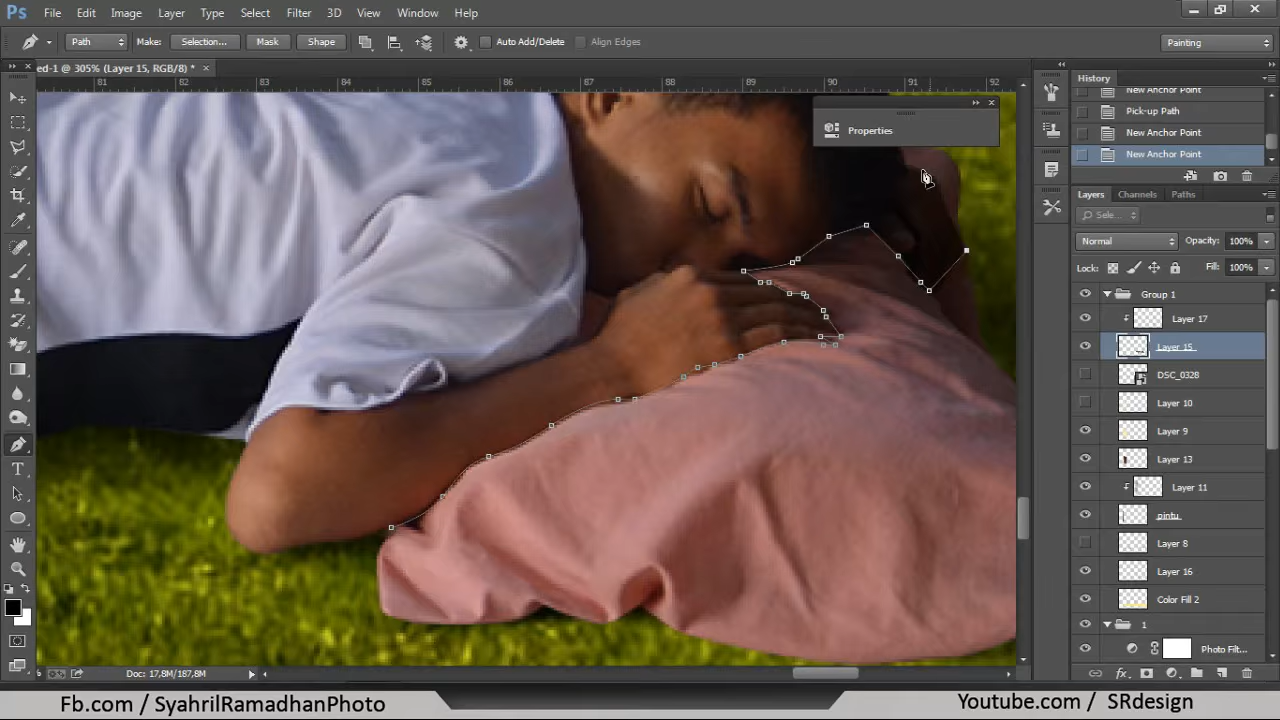 Ps File Edit Image Layer Type Select Filter 3D View Window Help
Path Make: Selection... Mask Shape Auto Add/Delete Align Edges Painting
ed-1 @ 305% (Layer 15, RGB/8) * ×
81 82 83 84 85 86 87 88 89 90 91 92
Properties
History
New Anchor Point
Pick-up Path
New Anchor Point
New Anchor Point
Layers Channels Paths
Sele...
Normal Opacity: 100%
Lock: Fill: 100%
Group 1
Layer 17
Layer 15
DSC_0328
Layer 10
Layer 9
Layer 13
Layer 11
pintu
Layer 8
Layer 16
Color Fill 2
1
Photo Filt...
Doc: 17,8M/187,8M
Fb.com / SyahrilRamadhanPhoto
Youtube.com / SRdesign